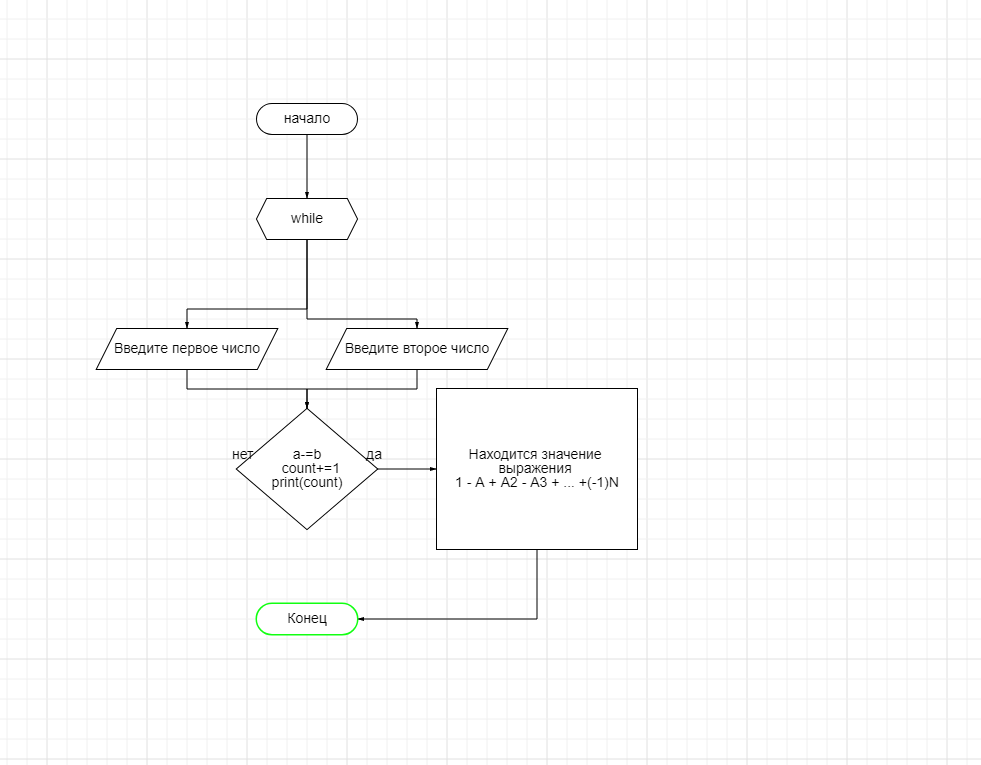 начало
while
Введите первое число
Введите второе число
нет
a-=b
count+=1
print(count)
да
Находится значение
выражения
1 - A + A2 - A3 + ... +(-1)N
Конец